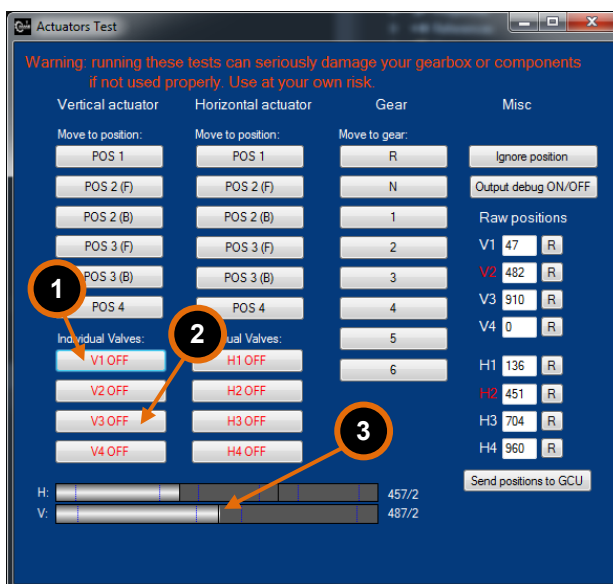 Actuators Test
Warning: running these tests can seriously damage your gearbox or components
if not used properly. Use at your own risk.
Vertical actuator
Move to position:
POS 1
POS 2 (F)
POS 2 (B)
POS 3 (F)
POS 3 (B)
POS 4
Individual Valves:
V1 OFF
V2 OFF
V3 OFF
V4 OFF
Horizontal actuator
Move to position:
POS 1
POS 2 (F)
POS 2 (B)
POS 3 (F)
POS 3 (B)
POS 4
ual Valves:
H1 OFF
H2 OFF
H3 OFF
H4 OFF
Gear
Move to gear:
R
N
1
2
3
4
5
6
Misc
Ignore position
Output debug ON/OFF
Raw positions
V1 47 R
V2 482 R
V3 910 R
V4 0 R
H1 136 R
H2 451 R
H3 704 R
H4 960 R
Send positions to GCU
H: 457/2
V: 487/2
1
2
3